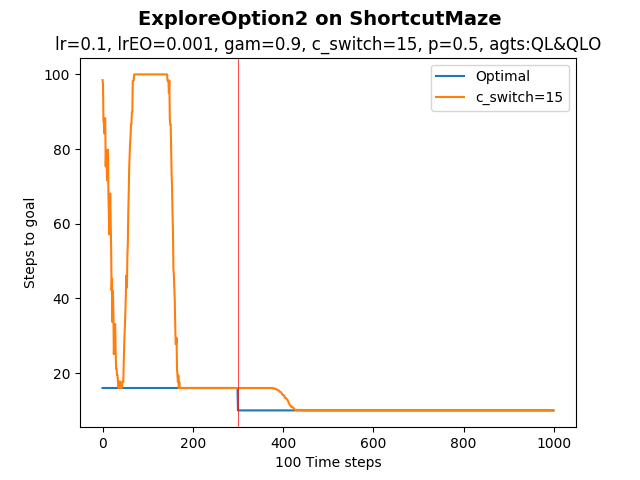 ExploreOption2 on ShortcutMaze
lr=0.1, lrEO=0.001, gam=0.9, c_switch=15, p=0.5, agts:QL&QLO
Optimal
c_switch=15
Steps to goal
100
80
60
40
20
0
200
400
600
800
1000
100 Time steps